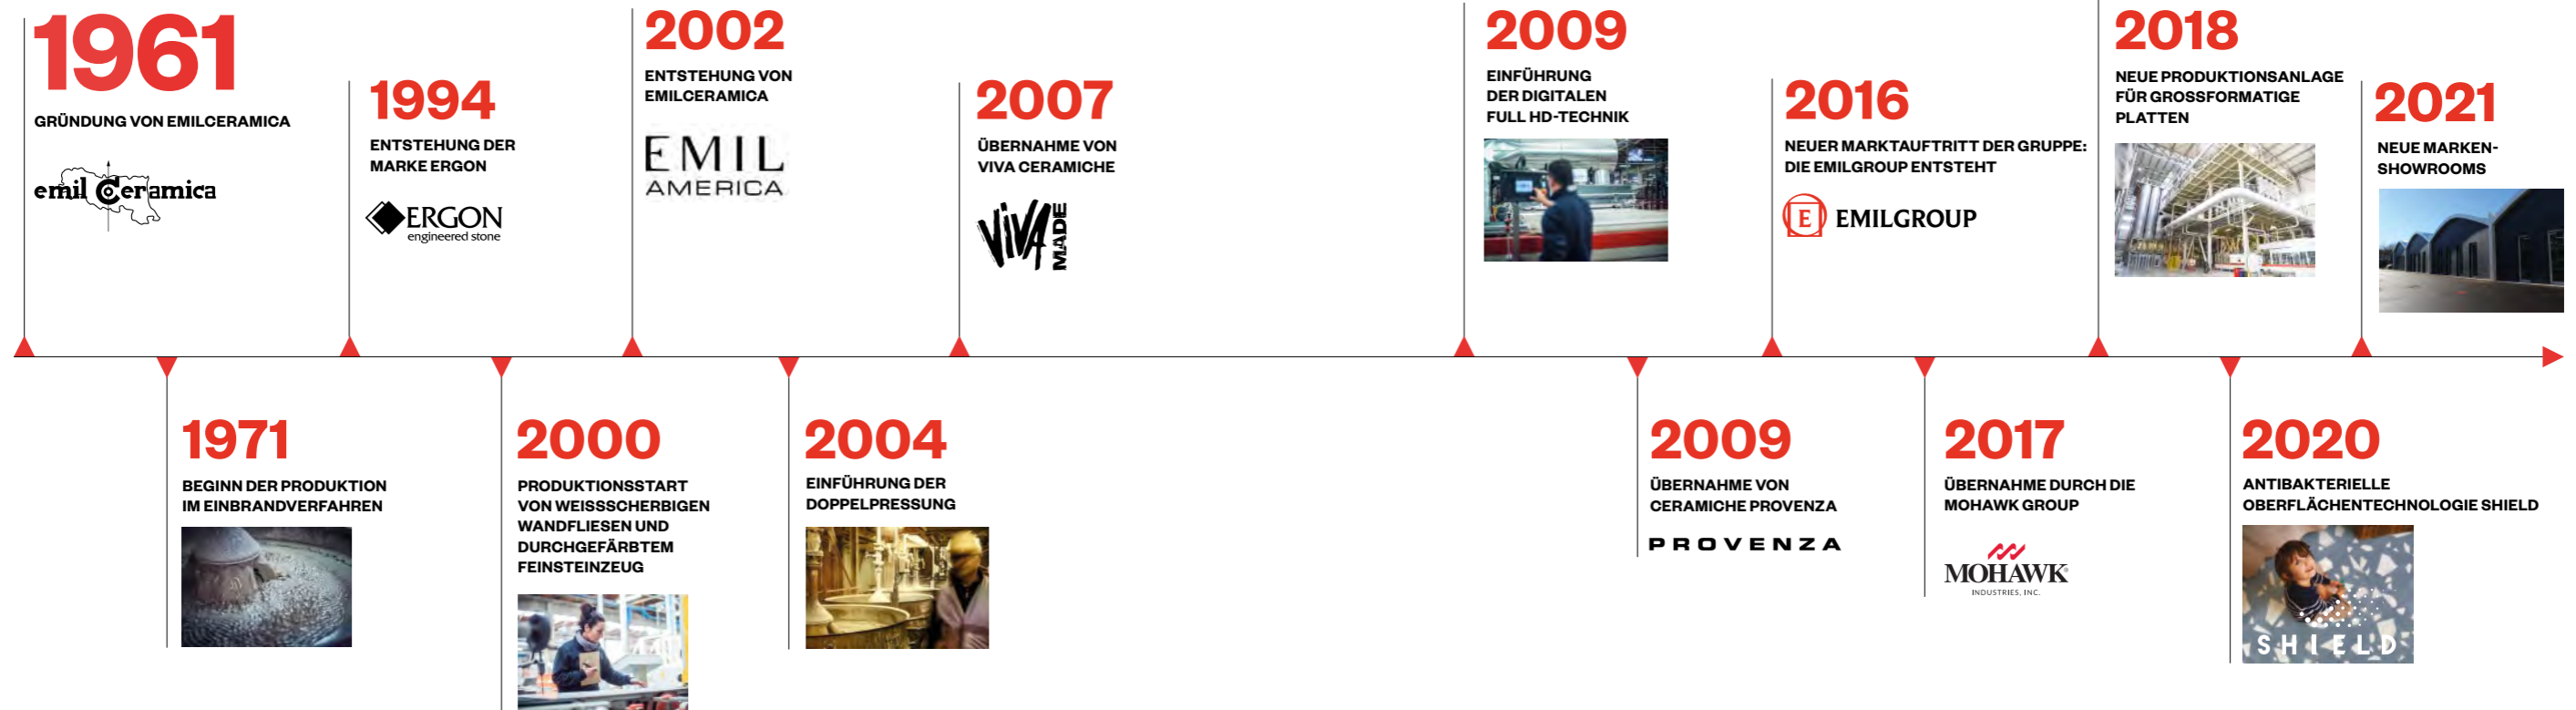 1961
GRÜNDUNG VON EMILCERAMICA
emil Ceramica
1971
BEGINN DER PRODUKTION
IM EINBRANDVERFAHREN
1994
ENTSTEHUNG DER
MARKE ERGON
ERGON
engineered stone
2000
PRODUKTIONSSTART
VON WEISSSCHERBIGEN
WANDFLIESEN UND
DURCHGEFÄRBTEM
FEINSTEINZEUG
2002
ENTSTEHUNG VON
EMILCERAMICA
EMIL
AMERICA
2004
EINFÜHRUNG DER
DOPPELPRESSUNG
2007
ÜBERNAHME VON
VIVA CERAMICHE
VIVA
MADE
2009
EINFÜHRUNG
DER DIGITALEN
FULL HD-TECHNIK
2009
ÜBERNAHME VON
CERAMICHE PROVENZA
PROVENZA
2016
NEUER MARKTAUFTRITT DER GRUPPE:
DIE EMILGROUP ENTSTEHT
E EMILGROUP
2017
ÜBERNAHME DURCH DIE
MOHAWK GROUP
MOHAWK®
INDUSTRIES, INC.
2018
NEUE PRODUKTIONSANLAGE
FÜR GROSSFORMATIGE
PLATTEN
2020
ANTIBAKTERIELLE
OBERFLÄCHENTECHNOLOGIE SHIELD
SHIELD
2021
NEUE MARKEN-
SHOWROOMS